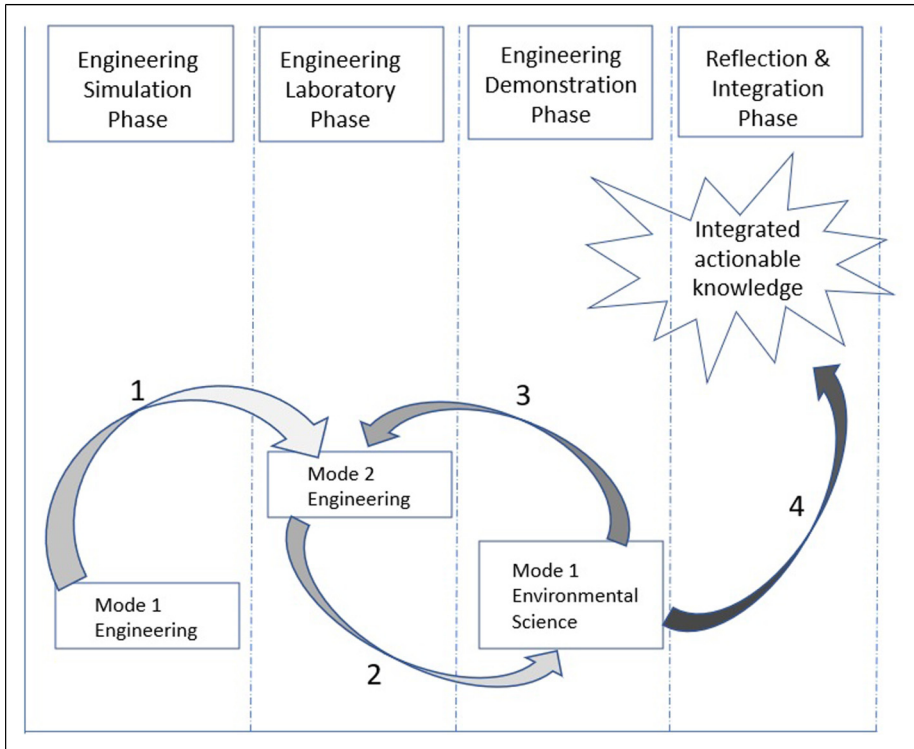 Engineering
Simulation
Phase
Engineering
Laboratory
Phase
Engineering
Demonstration
Phase
Reflection &
Integration
Phase
Integrated
actionable
knowledge
1
3
Mode 2
Engineering
4
Mode 1
Environmental
Science
Mode 1
Engineering
2